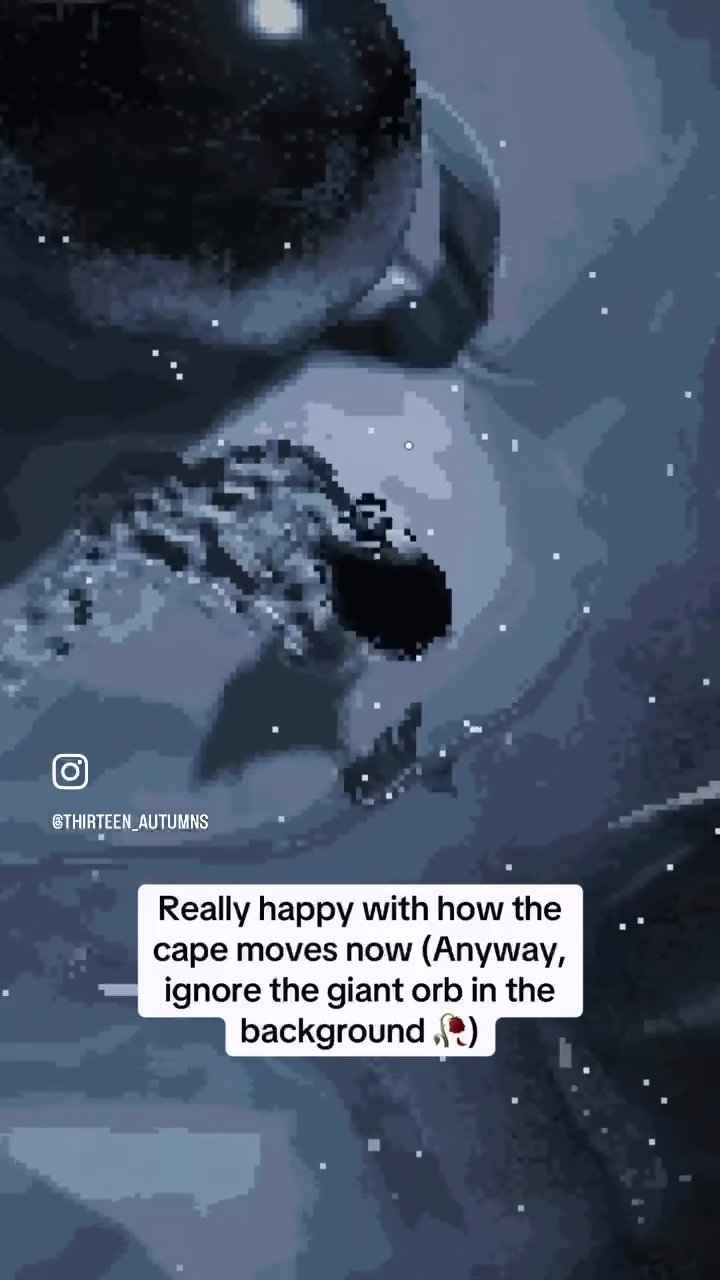 @THIRTEEN_AUTUMNS
Really happy with how the
cape moves now (Anyway,
ignore the giant orb in the
background 🥀)